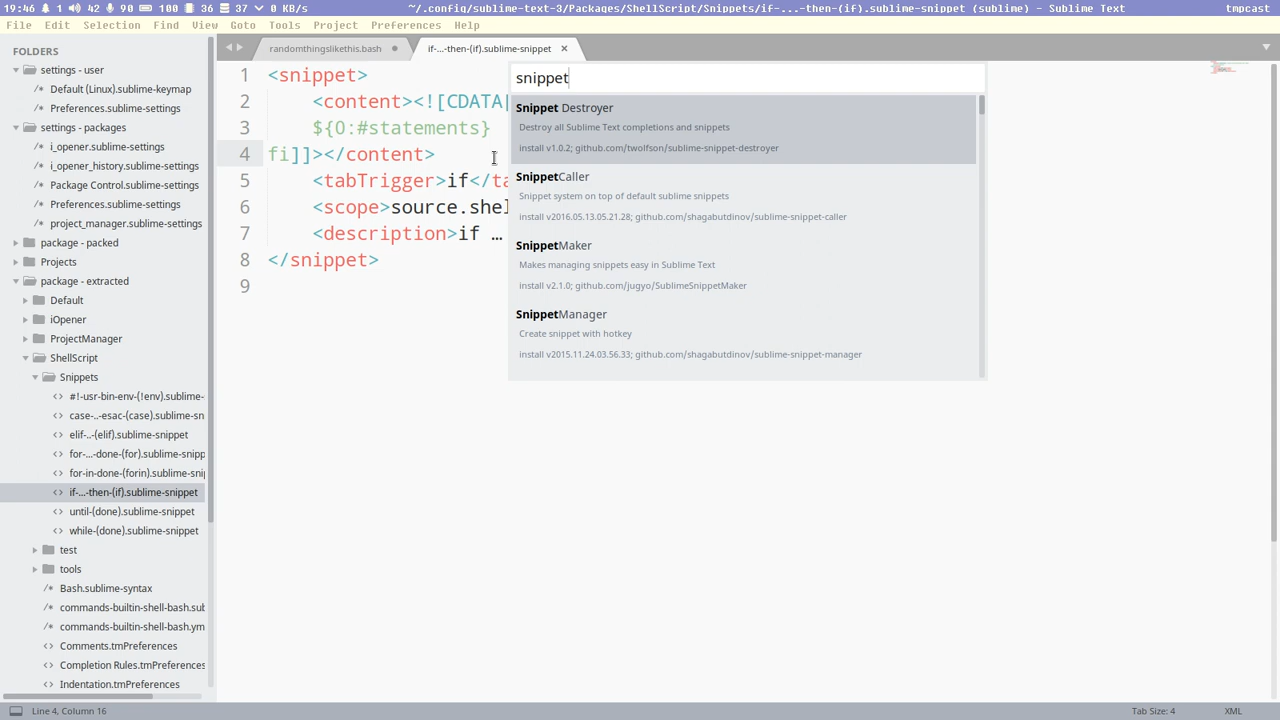 19:46 1 42 90 100 36 37 0 KB/s ~/.config/sublime-text-3/Packages/ShellScript/Snippets/if-...-then-(if).sublime-snippet (sublime) - Sublime Text tmpcast
File Edit Selection Find View Goto Tools Project Preferences Help
FOLDERS
settings - user
Default (Linux).sublime-keymap
Preferences.sublime-settings
settings - packages
i_opener.sublime-settings
i_opener_history.sublime-settings
Package Control.sublime-settings
Preferences.sublime-settings
project_manager.sublime-settings
package - packed
Projects
package - extracted
Default
iOpener
ProjectManager
ShellScript
Snippets
#!-usr-bin-env-(!env).sublime-
case-..-esac-(case).sublime-sn
elif-..-(elif).sublime-snippet
for-...-done-(for).sublime-snipp
for-in-done-(forin).sublime-snip
if-...-then-(if).sublime-snippet
until-(done).sublime-snippet
while-(done).sublime-snippet
test
tools
Bash.sublime-syntax
commands-builtin-shell-bash.sub
commands-builtin-shell-bash.ym
Comments.tmPreferences
Completion Rules.tmPreferences
Indentation.tmPreferences
randomthingslikethis.bash
if-...-then-(if).sublime-snippet
1 <snippet>
2 <content><![CDATA[
3 ${0:#statements}
4 fi]]></content>
5 <tabTrigger>if</ta
6 <scope>source.shel
7 <description>if …
8 </snippet>
9
snippet
Snippet Destroyer
Destroy all Sublime Text completions and snippets
install v1.0.2; github.com/twolfson/sublime-snippet-destroyer
SnippetCaller
Snippet system on top of default sublime snippets
install v2016.05.13.05.21.28; github.com/shagabutdinov/sublime-snippet-caller
SnippetMaker
Makes managing snippets easy in Sublime Text
install v2.1.0; github.com/jugyo/SublimeSnippetMaker
SnippetManager
Create snippet with hotkey
install v2015.11.24.03.56.33; github.com/shagabutdinov/sublime-snippet-manager
Line 4, Column 16
Tab Size: 4
XML